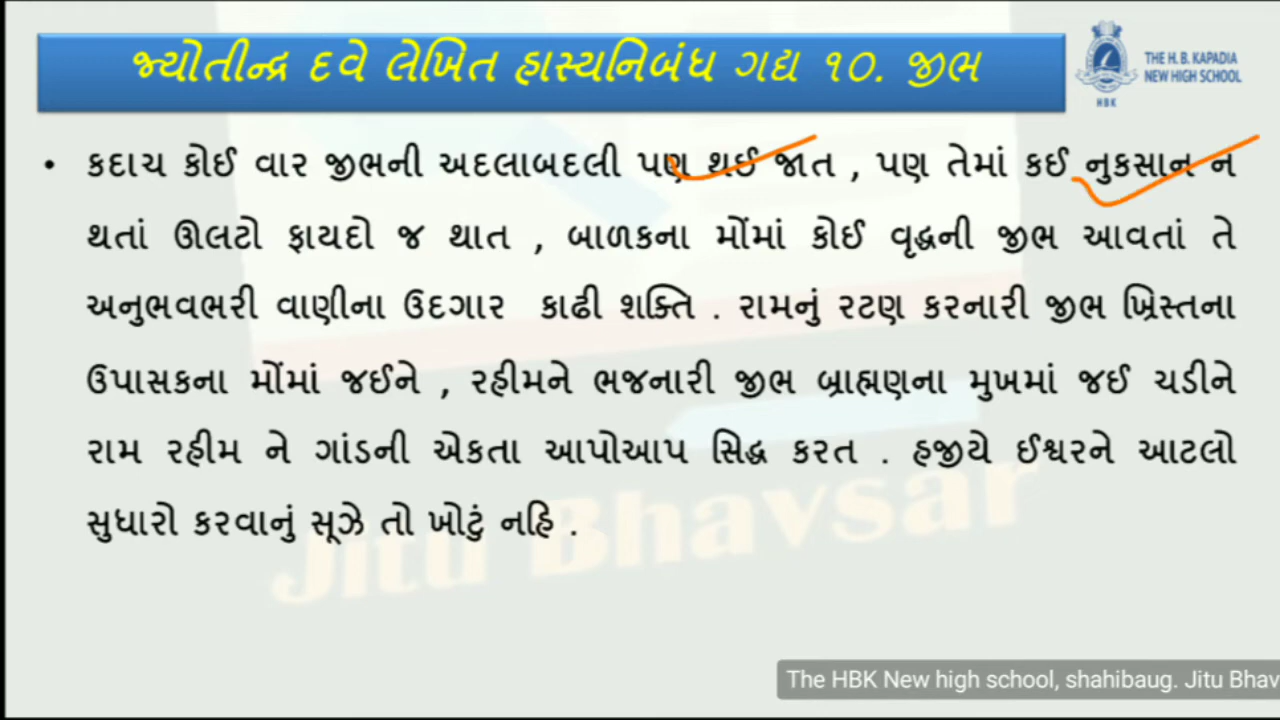 જ્યોતીન્દ્ર દવે લેખિત હાસ્યનિબંધ ગદ્ય ૧૦. જીભ
THE H. B. KAPADIA
NEW HIGH SCHOOL
HBK
• કદાચ કોઈ વાર જીભની અદલાબદલી પણ થઈ જાત , પણ તેમાં કઈ નુકસાન ન
થતાં ઊલટો ફાયદો જ થાત , બાળકના મોંમાં કોઈ વૃદ્ધની જીભ આવતાં તે
અનુભવભરી વાણીના ઉદગાર કાઢી શક્તિ . રામનું રટણ કરનારી જીભ ખ્રિસ્તના
ઉપાસકના મોંમાં જઈને , રહીમને ભજનારી જીભ બ્રાહ્મણના મુખમાં જઈ ચડીને
રામ રહીમ ને ગાંડની એકતા આપોઆપ સિદ્ધ કરત . હજીયે ઈશ્વરને આટલો
સુધારો કરવાનું સૂઝે તો ખોટું નહિ .
Jitu Bhavsar
The HBK New high school, shahibaug. Jitu Bhav